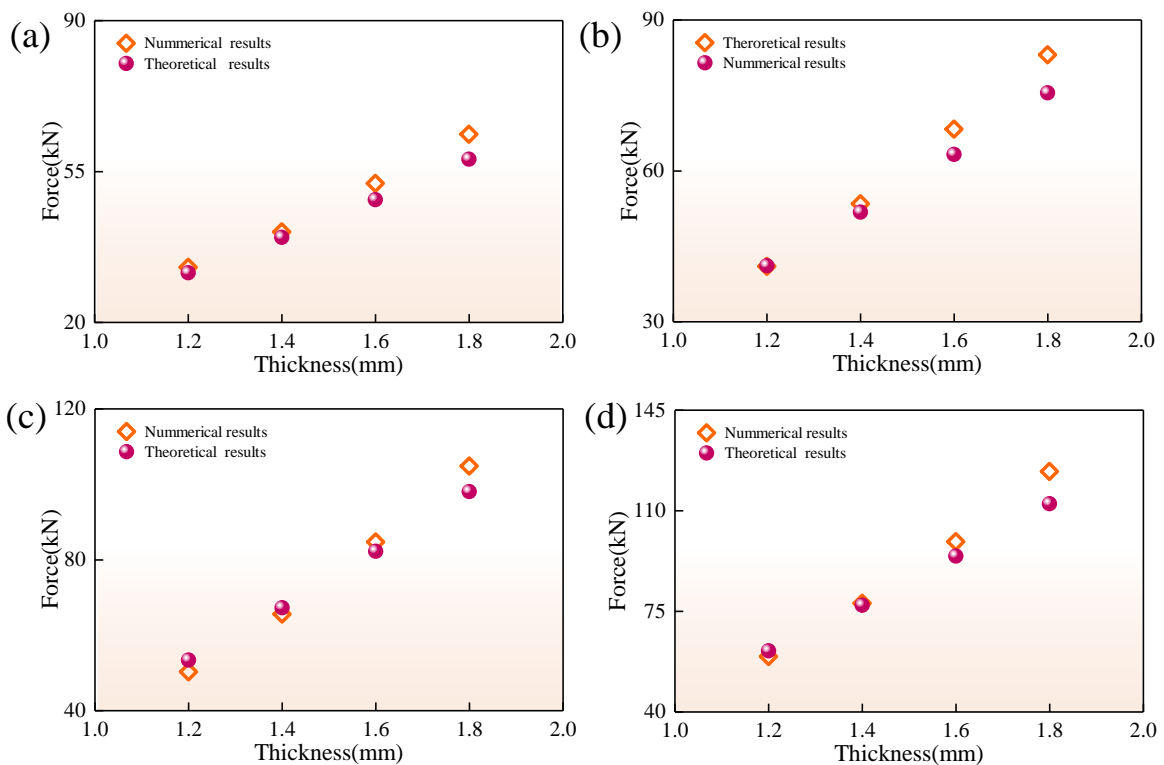 (a)
90
55
20
Force(kN)
Nummerical results
Theoretical results
1.0 1.2 1.4 1.6 1.8 2.0
Thickness(mm)
(b)
90
60
30
Force(kN)
Theroretical results
Nummerical results
1.0 1.2 1.4 1.6 1.8 2.0
Thickness(mm)
(c)
120
80
40
Force(kN)
Nummerical results
Theoretical results
1.0 1.2 1.4 1.6 1.8 2.0
Thickness(mm)
(d)
145
110
75
40
Force(kN)
Nummerical results
Theoretical results
1.0 1.2 1.4 1.6 1.8 2.0
Thickness(mm)